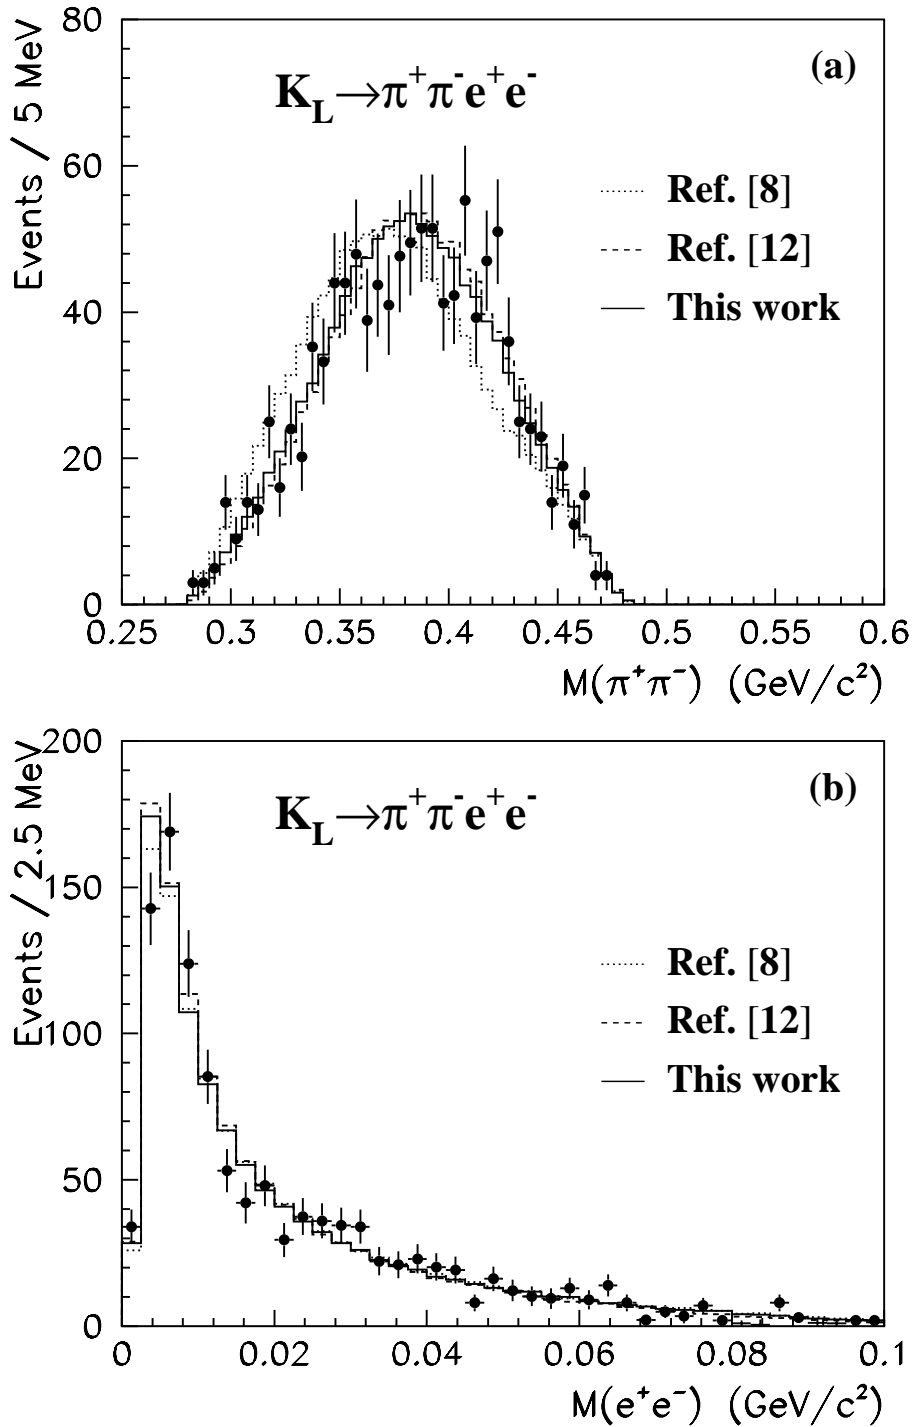 80
60
40
20
0
Events / 5 MeV
(a)
K_L→π⁺π⁻e⁺e⁻
Ref. [8]
Ref. [12]
This work
0.25 0.3 0.35 0.4 0.45 0.5 0.55 0.6
M(π⁺π⁻) (GeV/c²)
200
150
100
50
0
Events / 2.5 MeV
(b)
K_L→π⁺π⁻e⁺e⁻
Ref. [8]
Ref. [12]
This work
0 0.02 0.04 0.06 0.08 0.1
M(e⁺e⁻) (GeV/c²)